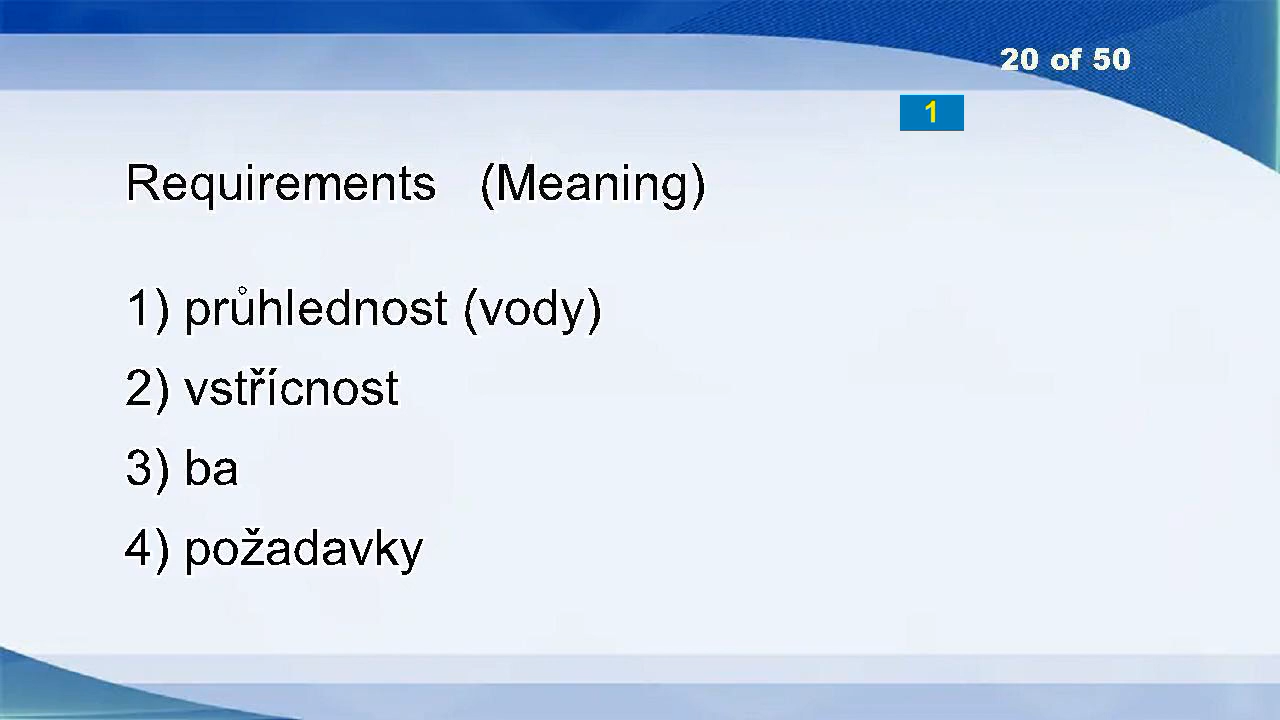 20 of 50
1
Requirements (Meaning)
1) průhlednost (vody)
2) vstřícnost
3) ba
4) požadavky